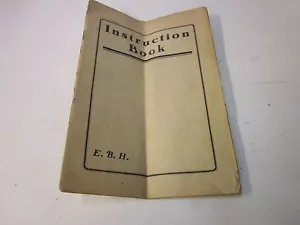 Instruction
Book
E. B. H.